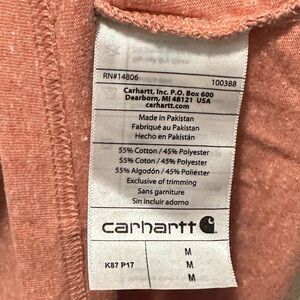 RN#14806 100388
Carhartt, Inc. P.O. Box 600
Dearborn, MI 48121 USA
carhartt.com
Made in Pakistan
Fabriqué au Pakistan
Hecho en Pakistán
55% Cotton / 45% Polyester
55% Coton / 45% Polyester
55% Algodón / 45% Poliéster
Exclusive of trimming
Sans garniture
Sin incluir adorno
carhartt
K87 P17
M
M
M